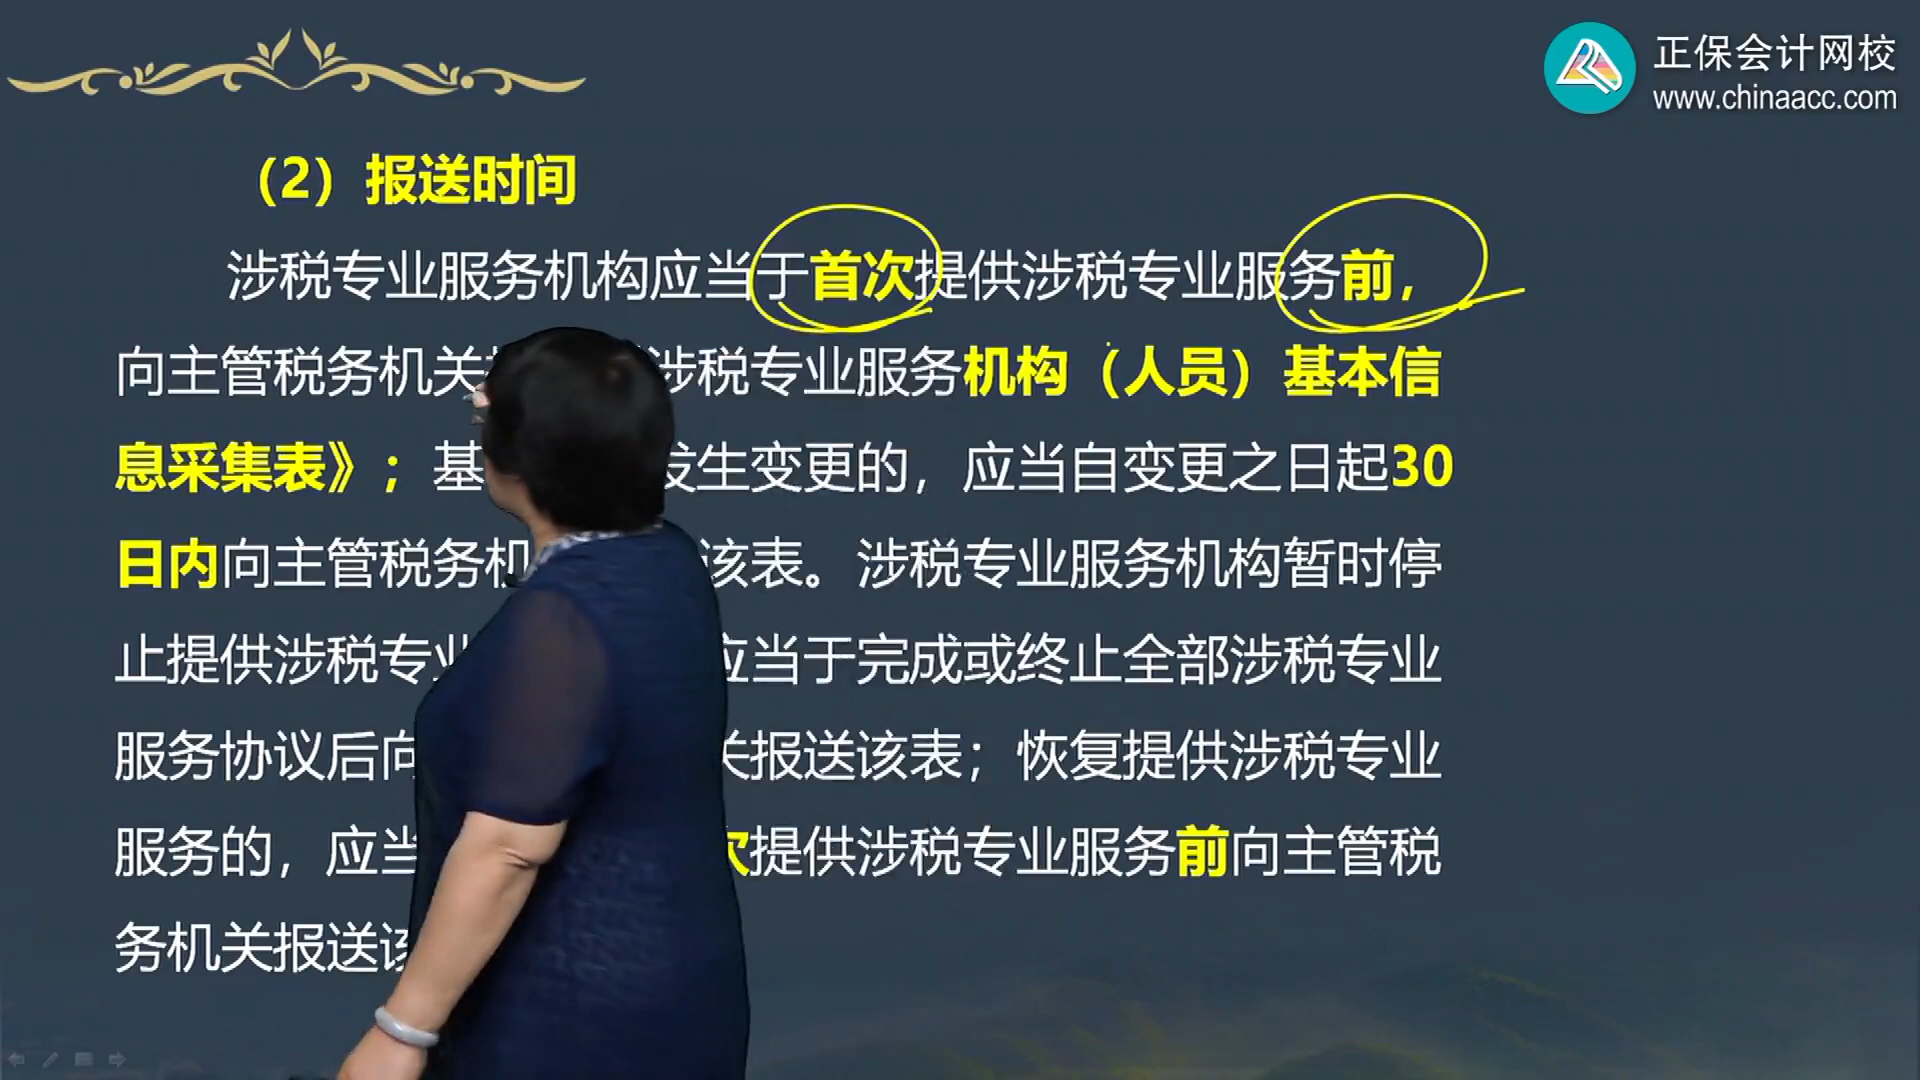 正保会计网校
www.chinaacc.com
（2）报送时间
涉税专业服务机构应当于首次提供涉税专业服务前，
向主管税务机关 涉税专业服务机构（人员）基本信
息采集表》；基 发生变更的，应当自变更之日起30
日内向主管税务机 该表。涉税专业服务机构暂时停
止提供涉税专业 应当于完成或终止全部涉税专业
服务协议后向 关报送该表；恢复提供涉税专业
服务的，应当 次提供涉税专业服务前向主管税
务机关报送该